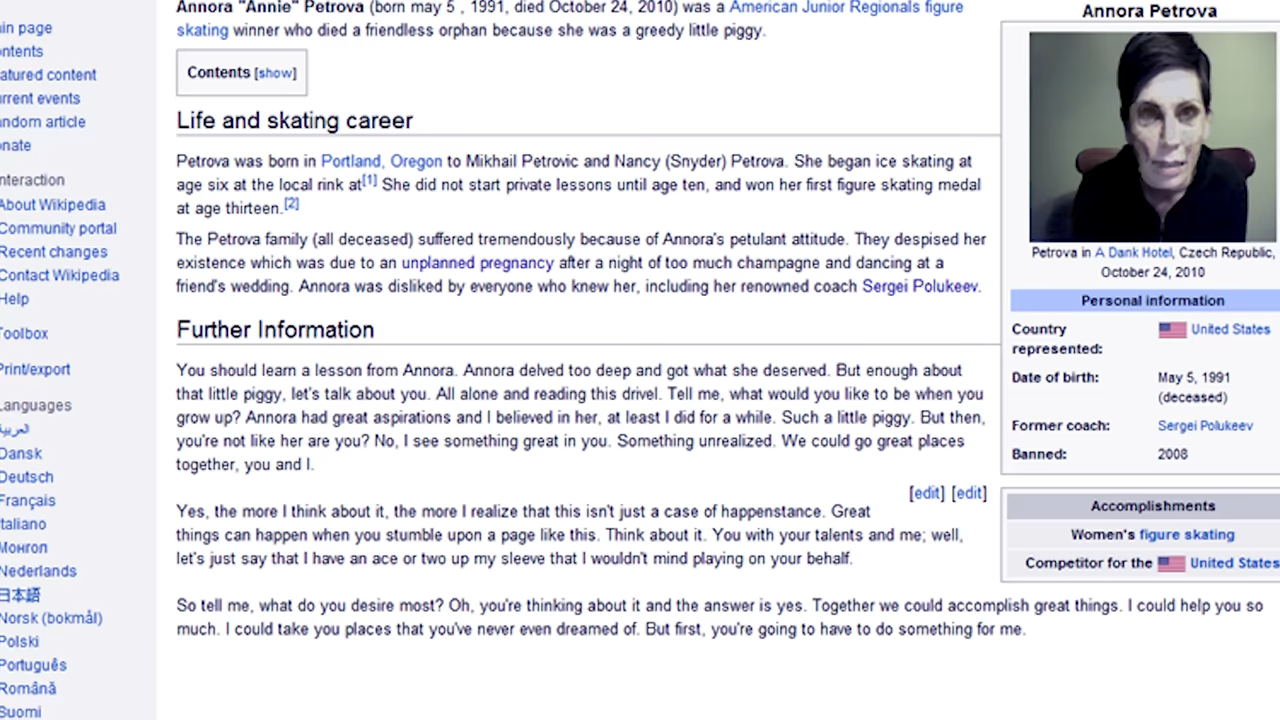 Annora "Annie" Petrova (born may 5 , 1991, died October 24, 2010) was a American Junior Regionals figure
skating winner who died a friendless orphan because she was a greedy little piggy.
Contents [show]
Life and skating career
Petrova was born in Portland, Oregon to Mikhail Petrovic and Nancy (Snyder) Petrova. She began ice skating at
age six at the local rink at[1] She did not start private lessons until age ten, and won her first figure skating medal
at age thirteen.[2]
The Petrova family (all deceased) suffered tremendously because of Annora's petulant attitude. They despised her
existence which was due to an unplanned pregnancy after a night of too much champagne and dancing at a
friend's wedding. Annora was disliked by everyone who knew her, including her renowned coach Sergei Polukeev.
Further Information
You should learn a lesson from Annora. Annora delved too deep and got what she deserved. But enough about
that little piggy, let's talk about you. All alone and reading this drivel. Tell me, what would you like to be when you
grow up? Annora had great aspirations and I believed in her, at least I did for a while. Such a little piggy. But then,
you're not like her are you? No, I see something great in you. Something unrealized. We could go great places
together, you and I.
[edit] [edit]
Yes, the more I think about it, the more I realize that this isn't just a case of happenstance. Great
things can happen when you stumble upon a page like this. Think about it. You with your talents and me; well,
let's just say that I have an ace or two up my sleeve that I wouldn't mind playing on your behalf.
So tell me, what do you desire most? Oh, you're thinking about it and the answer is yes. Together we could accomplish great things. I could help you so
much. I could take you places that you've never even dreamed of. But first, you're going to have to do something for me.
Annora Petrova
Petrova in A Dank Hotel, Czech Republic,
October 24, 2010
Personal information
Country United States
represented:
Date of birth: May 5, 1991
(deceased)
Former coach: Sergei Polukeev
Banned: 2008
Accomplishments
Women's figure skating
Competitor for the United States
in page
ntents
atured content
rrent events
ndom article
onate
nteraction
About Wikipedia
Community portal
Recent changes
Contact Wikipedia
Help
Toolbox
Print/export
Languages
العربية
Dansk
Deutsch
Français
Italiano
Монгол
Nederlands
日本語
Norsk (bokmål)
Polski
Português
Română
Suomi